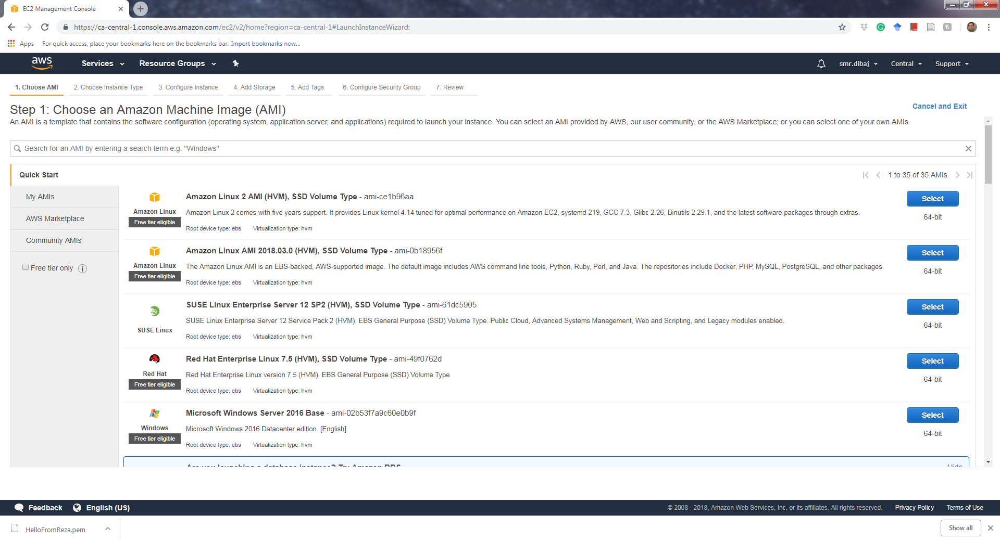 EC2 Management Console
https://ca-central-1.console.aws.amazon.com/ec2/v2/home?region=ca-central-1#LaunchInstanceWizard:
Apps For quick access, place your bookmarks here on the bookmarks bar. Import bookmarks now...
aws Services Resource Groups smr.dibaj Central Support
1. Choose AMI 2. Choose Instance Type 3. Configure Instance 4. Add Storage 5. Add Tags 6. Configure Security Group 7. Review
Step 1: Choose an Amazon Machine Image (AMI)
Cancel and Exit
An AMI is a template that contains the software configuration (operating system, application server, and applications) required to launch your instance. You can select an AMI provided by AWS, our user community, or the AWS Marketplace; or you can select one of your own AMIs.
Search for an AMI by entering a search term e.g. "Windows"
Quick Start
My AMIs
AWS Marketplace
Community AMIs
Free tier only
1 to 35 of 35 AMIs
Amazon Linux
Free tier eligible
Amazon Linux 2 AMI (HVM), SSD Volume Type - ami-ce1b96aa
Amazon Linux 2 comes with five years support. It provides Linux kernel 4.14 tuned for optimal performance on Amazon EC2, systemd 219, GCC 7.3, Glibc 2.26, Binutils 2.29.1, and the latest software packages through extras.
Root device type: ebs Virtualization type: hvm
Select
64-bit
Amazon Linux
Free tier eligible
Amazon Linux AMI 2018.03.0 (HVM), SSD Volume Type - ami-0b18956f
The Amazon Linux AMI is an EBS-backed, AWS-supported image. The default image includes AWS command line tools, Python, Ruby, Perl, and Java. The repositories include Docker, PHP, MySQL, PostgreSQL, and other packages.
Root device type: ebs Virtualization type: hvm
Select
64-bit
SUSE Linux
SUSE Linux Enterprise Server 12 SP2 (HVM), SSD Volume Type - ami-61dc5905
SUSE Linux Enterprise Server 12 Service Pack 2 (HVM), EBS General Purpose (SSD) Volume Type. Public Cloud, Advanced Systems Management, Web and Scripting, and Legacy modules enabled.
Root device type: ebs Virtualization type: hvm
Select
64-bit
Red Hat
Free tier eligible
Red Hat Enterprise Linux 7.5 (HVM), SSD Volume Type - ami-49f0762d
Red Hat Enterprise Linux version 7.5 (HVM), EBS General Purpose (SSD) Volume Type
Root device type: ebs Virtualization type: hvm
Select
64-bit
Windows
Free tier eligible
Microsoft Windows Server 2016 Base - ami-02b53f7a9c60e0b9f
Microsoft Windows 2016 Datacenter edition. [English]
Root device type: ebs Virtualization type: hvm
Select
64-bit
Are you launching a database instance? Try Amazon RDS.
Hide
Feedback English (US)
© 2008 - 2018, Amazon Web Services, Inc. or its affiliates. All rights reserved. Privacy Policy Terms of Use
HelloFromReza.pem
Show all